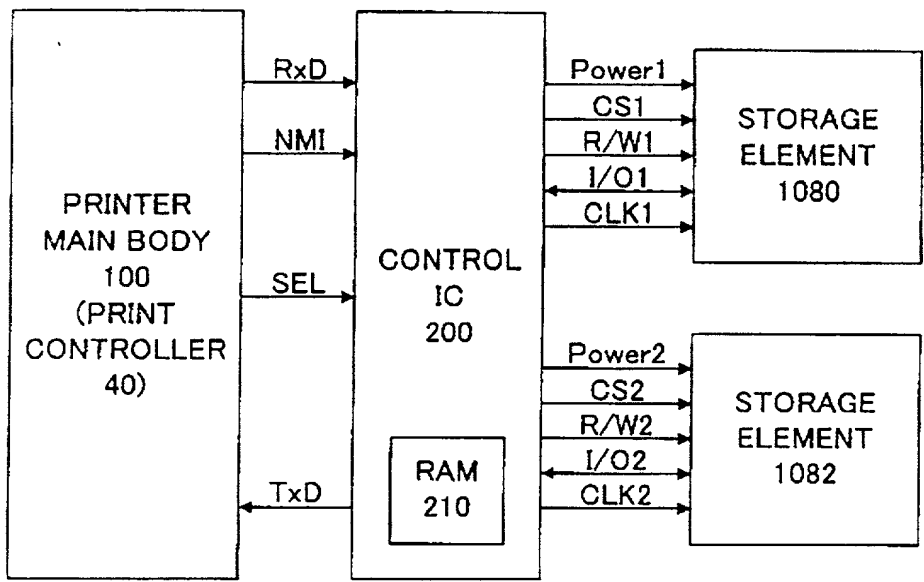 PRINTER
MAIN BODY
100
(PRINT
CONTROLLER
40)
RxD
NMI
SEL
TxD
CONTROL
IC
200
RAM
210
Power1
CS1
R/W1
I/O1
CLK1
STORAGE
ELEMENT
1080
Power2
CS2
R/W2
I/O2
CLK2
STORAGE
ELEMENT
1082